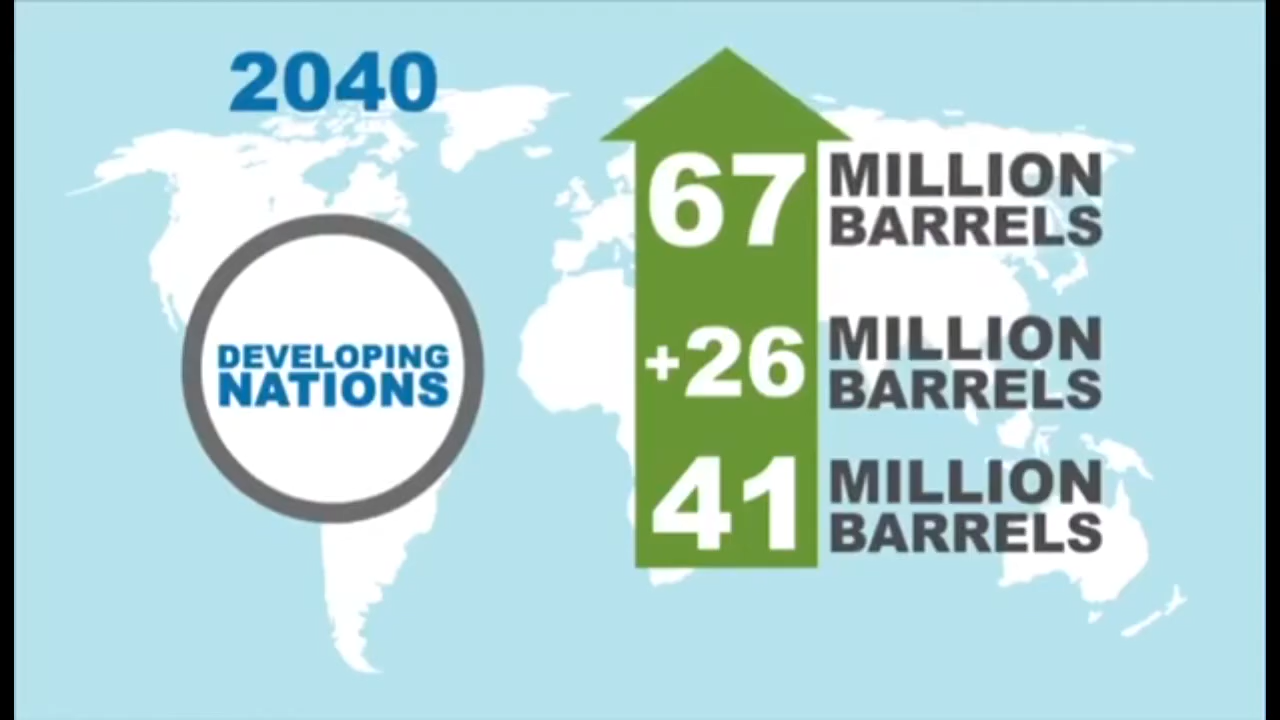 2040
DEVELOPING
NATIONS
67 MILLION
BARRELS
+26 MILLION
BARRELS
41 MILLION
BARRELS